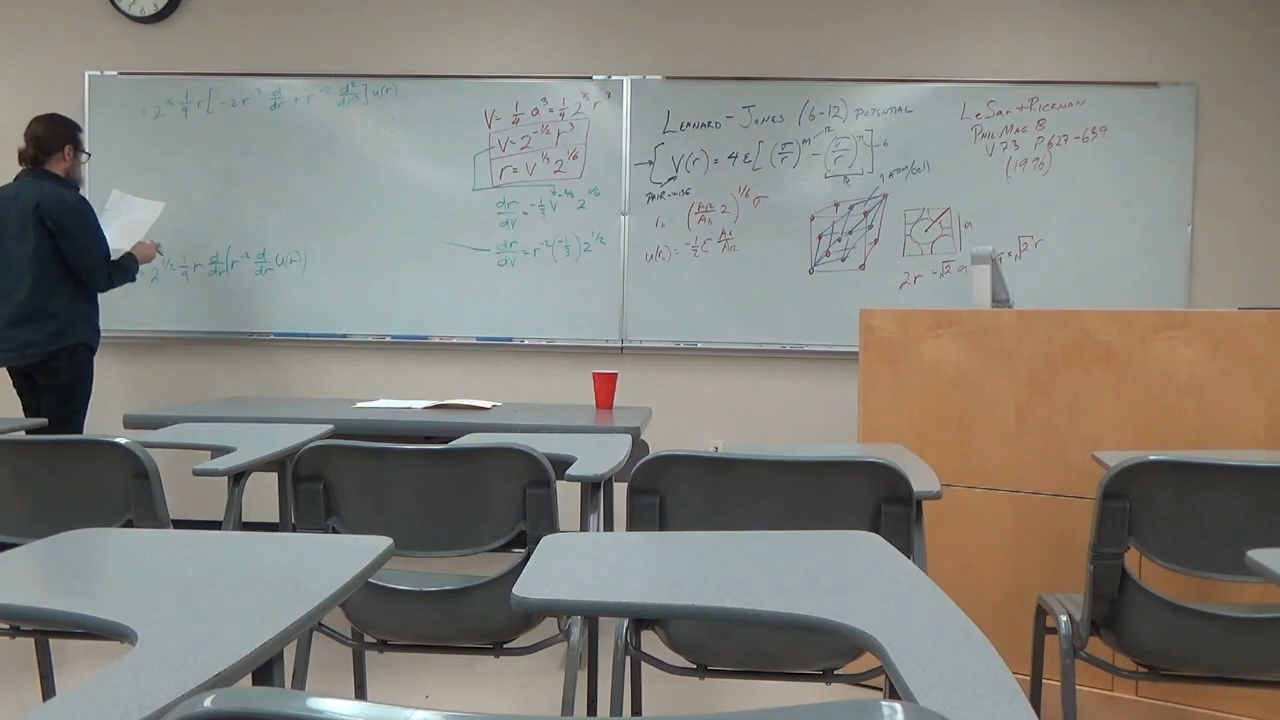 = 2^{1/2} 1/9 r [-2r^{-3} d/dr + r^{-2} d²/dr²] u(r)
2^{1/2} 1/9 r d/dr (r^{-2} d/dr u(r))
V = 1/4 a³ = 1/4 2^{3/2} r³
V = 2^{-1/2} r³
r = V^{1/3} 2^{1/6}
dr/dV = -1/3 V^{-4/3} 2^{1/6}
dr/dV = r^{-2} (-1/3) 2^{1/2}
LENNARD-JONES (6-12) POTENTIAL
V(r) = 4ε[(σ/r)^m - (σ/r)^n]
12
6
PAIR-WISE
r₀ = (A₁₂/A₆ 2)^{1/6} σ
u(r₀) = -1/2 ε A₆/A₁₂
1 ATOM/CELL
a
2r = √2 a
= √2 r
LeSar + RICKMAN
PHIL MAG B
V 73 P 627-639
(1996)